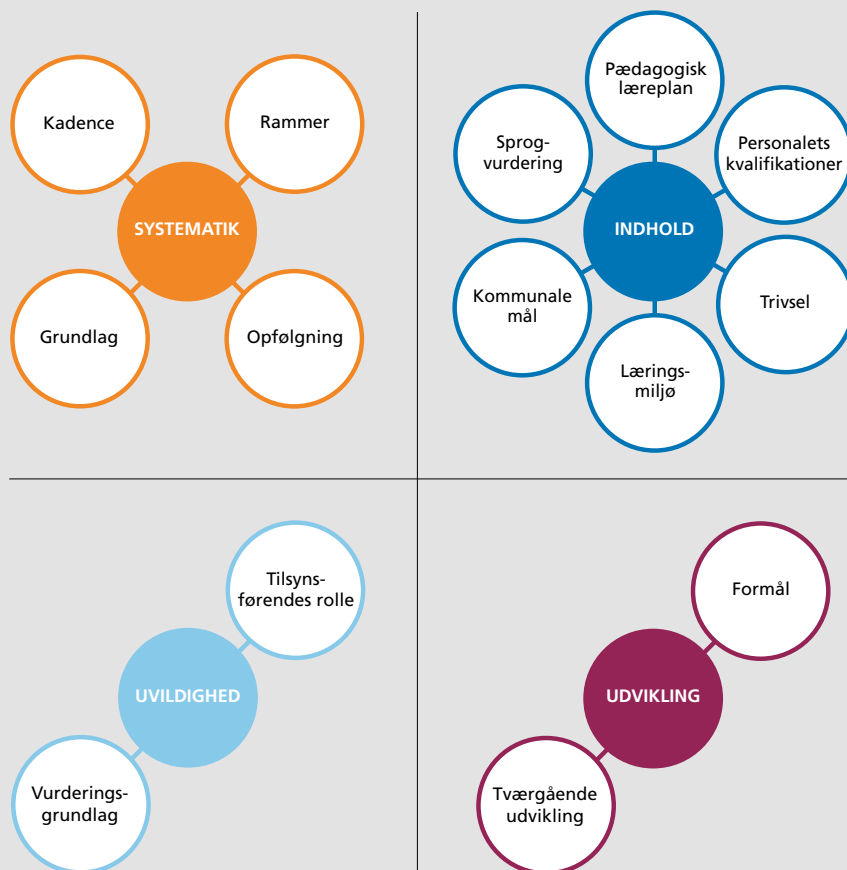 Kadence
Rammer
SYSTEMATIK
Grundlag
Opfølgning
Pædagogisk
læreplan
Sprog-
vurdering
Personalets
kvalifikationer
INDHOLD
Kommunale
mål
Trivsel
Lærings-
miljø
Tilsyns-
førendes rolle
UVILDIGHED
Vurderings-
grundlag
Formål
UDVIKLING
Tværgående
udvikling